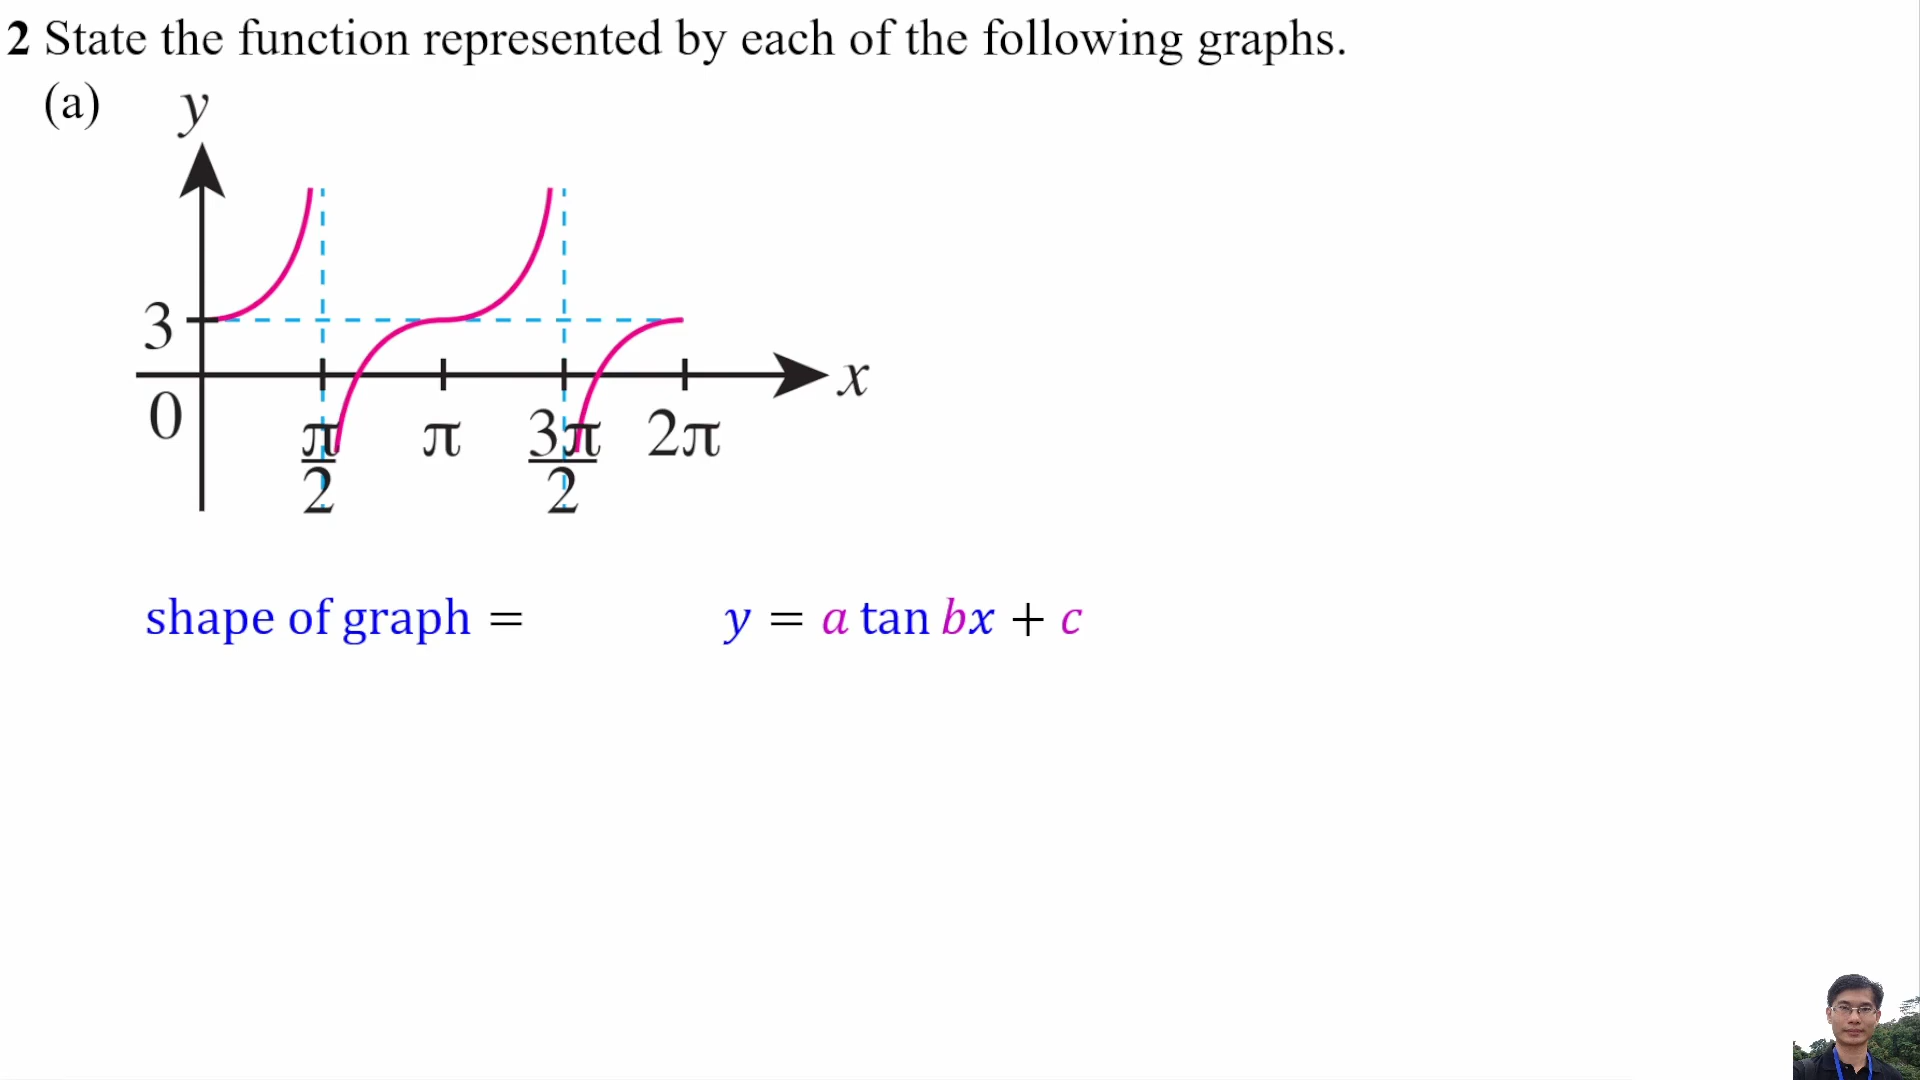 2 State the function represented by each of the following graphs.
(a) y
3
x
0
π/2 π 3π/2 2π
shape of graph = y = a tan bx + c